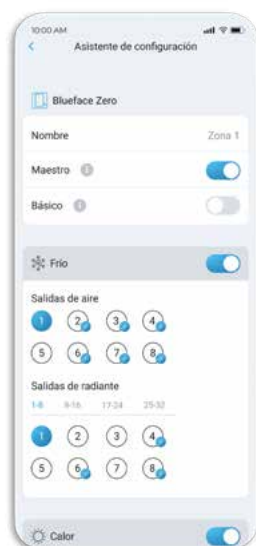 10:00 AM
Asistente de configuración
Blueface Zero
Nombre Zona 1
Maestro i
Básico i
Frío
Salidas de aire
1 2 3 4
5 6 7 8
Salidas de radiante
1-8 9-16 17-24 25-32
1 2 3 4
5 6 7 8
Calor